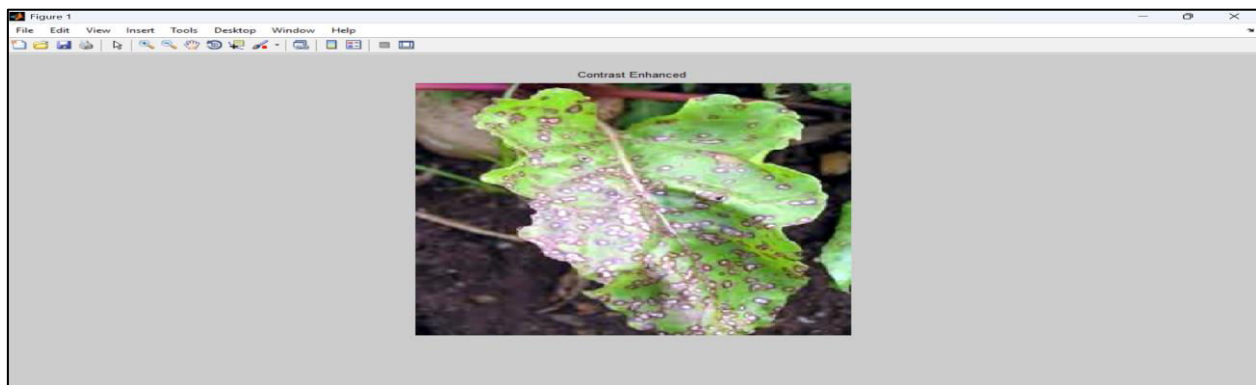 Figure 1
File Edit View Insert Tools Desktop Window Help
Contrast Enhanced